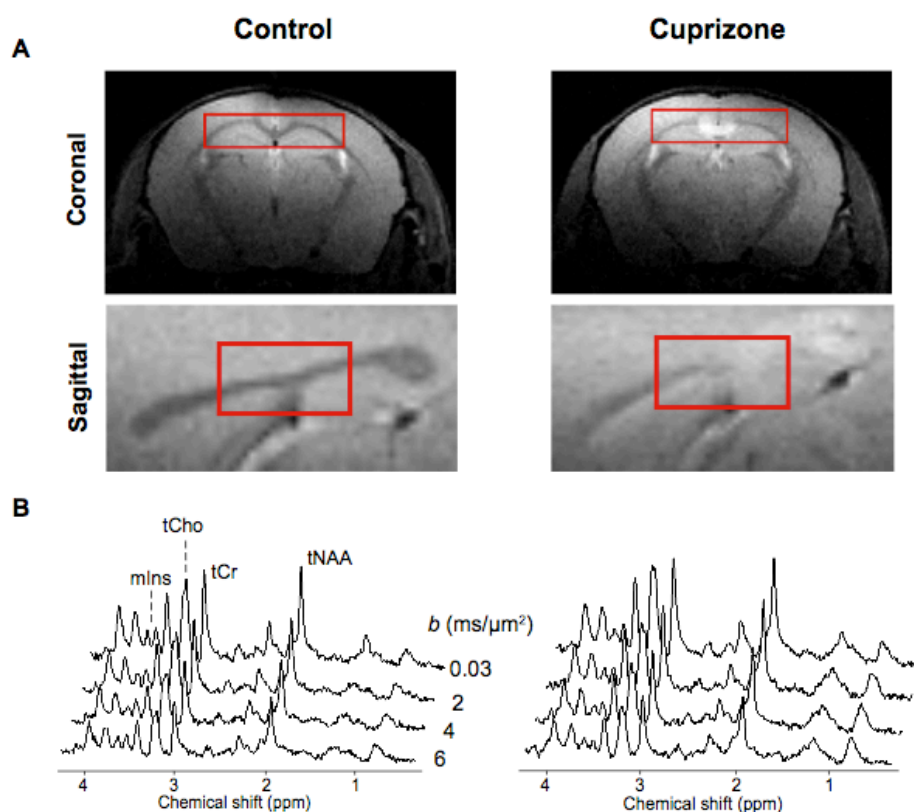 Control
Cuprizone
A
Coronal
Sagittal
B
tCho
mIns
tCr
tNAA
b (ms/µm²)
0.03
2
4
6
4
3
2
1
Chemical shift (ppm)
4
3
2
1
Chemical shift (ppm)